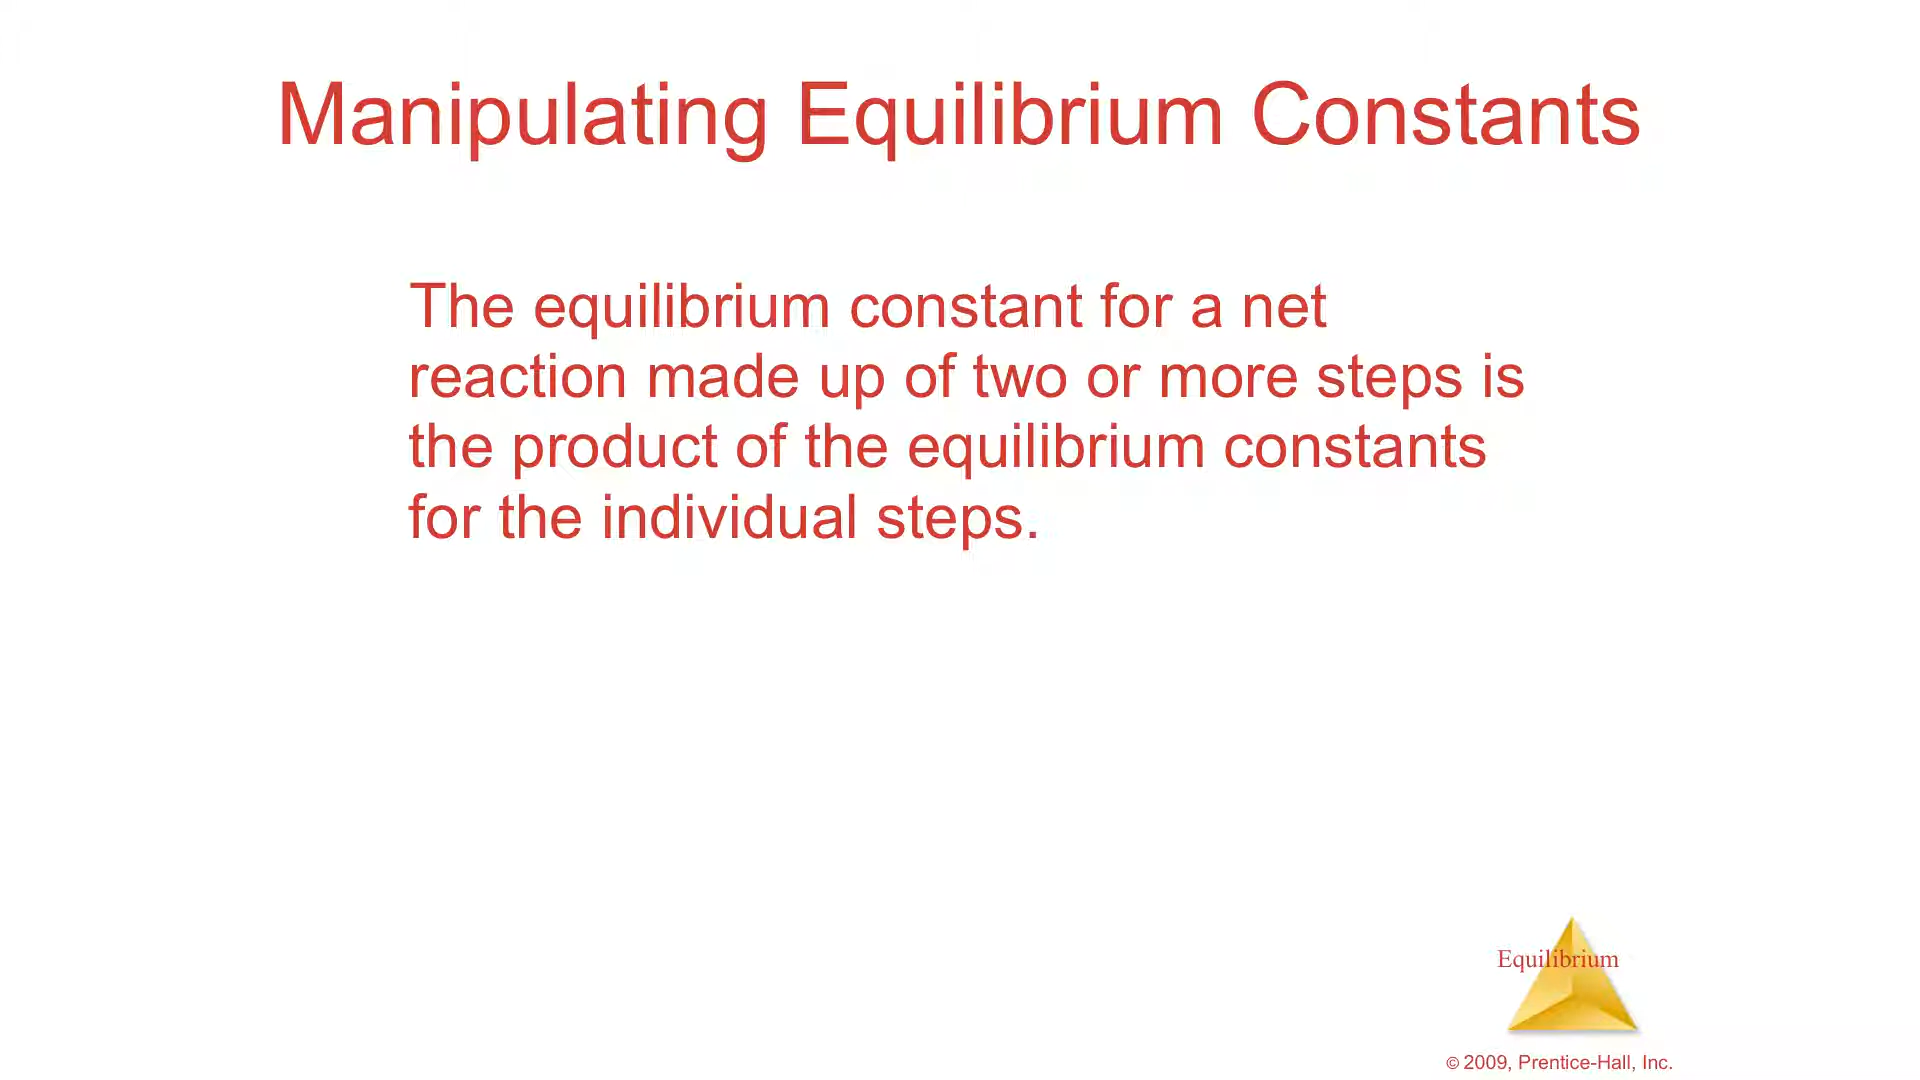 Manipulating Equilibrium Constants
The equilibrium constant for a net
reaction made up of two or more steps is
the product of the equilibrium constants
for the individual steps.
Equilibrium
© 2009, Prentice-Hall, Inc.